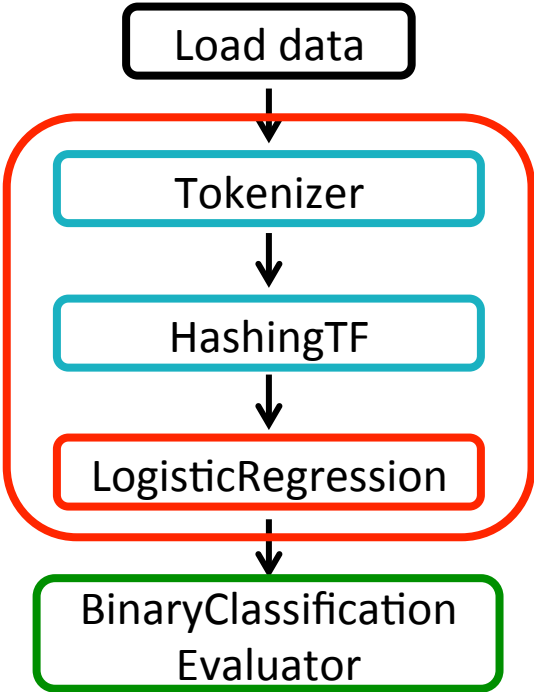 Load data
Tokenizer
HashingTF
LogisticRegression
BinaryClassification
Evaluator